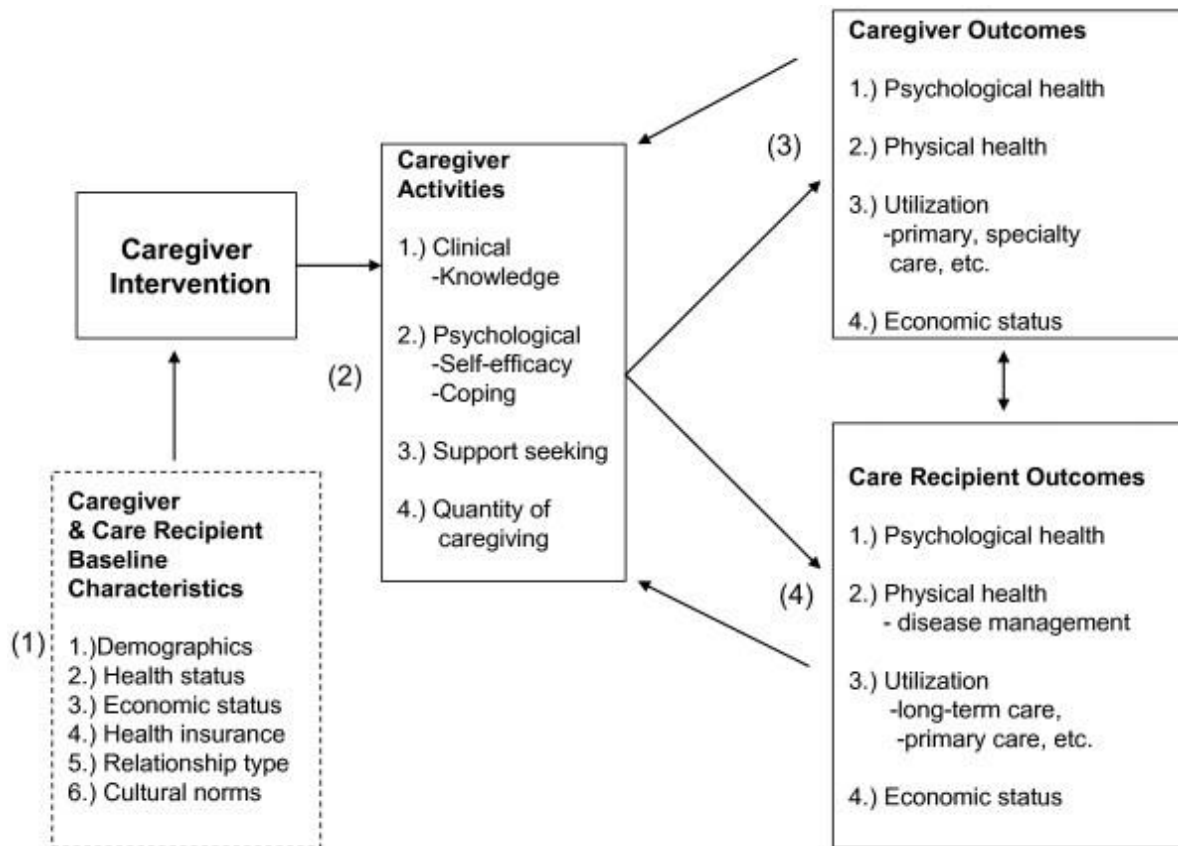 Caregiver
Intervention
(1)
Caregiver
& Care Recipient
Baseline
Characteristics
1.)Demographics
2.) Health status
3.) Economic status
4.) Health insurance
5.) Relationship type
6.) Cultural norms
(2)
Caregiver
Activities
1.) Clinical
-Knowledge
2.) Psychological
-Self-efficacy
-Coping
3.) Support seeking
4.) Quantity of
caregiving
(3)
Caregiver Outcomes
1.) Psychological health
2.) Physical health
3.) Utilization
-primary, specialty
care, etc.
4.) Economic status
(4)
Care Recipient Outcomes
1.) Psychological health
2.) Physical health
- disease management
3.) Utilization
-long-term care,
-primary care, etc.
4.) Economic status